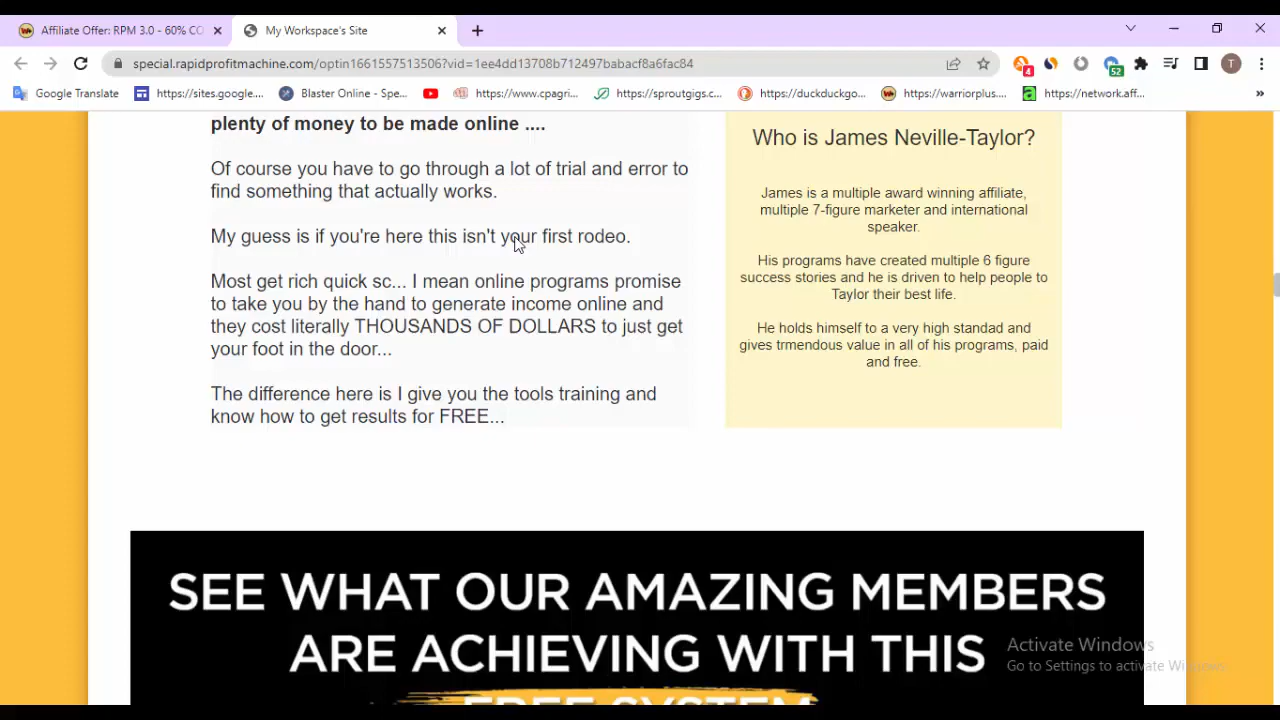 Affiliate Offer: RPM 3.0 - 60% CO
My Workspace's Site
special.rapidprofitmachine.com/optin1661557513506?vid=1ee4dd13708b712497babacf8a6fac84
4
52
T
Google Translate
https://sites.google....
Blaster Online - Spe...
https://www.cpagri...
https://sproutgigs.c...
https://duckduckgo...
https://warriorplus....
https://network.aff...
plenty of money to be made online ....
Of course you have to go through a lot of trial and error to
find something that actually works.
My guess is if you're here this isn't your first rodeo.
Most get rich quick sc... I mean online programs promise
to take you by the hand to generate income online and
they cost literally THOUSANDS OF DOLLARS to just get
your foot in the door...
The difference here is I give you the tools training and
know how to get results for FREE...
Who is James Neville-Taylor?
James is a multiple award winning affiliate,
multiple 7-figure marketer and international
speaker.
His programs have created multiple 6 figure
success stories and he is driven to help people to
Taylor their best life.
He holds himself to a very high standad and
gives trmendous value in all of his programs, paid
and free.
SEE WHAT OUR AMAZING MEMBERS
ARE ACHIEVING WITH THIS
FREE SYSTEM
Activate Windows
Go to Settings to activate Windows.